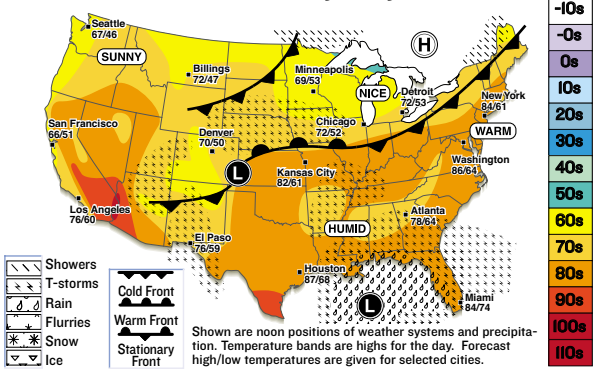 Seattle
67/46
SUNNY
Billings
72/47
Minneapolis
69/53
H
NICE
Detroit
72/53
New York
84/61
WARM
San Francisco
66/51
Denver
70/50
Chicago
72/52
Washington
86/64
L
Kansas City
82/61
Los Angeles
76/60
El Paso
76/59
HUMID
Atlanta
78/64
Houston
87/68
L
Miami
84/74
Showers
T-storms
Rain
Flurries
Snow
Ice
Cold Front
Warm Front
Stationary
Front
Shown are noon positions of weather systems and precipita-
tion. Temperature bands are highs for the day. Forecast
high/low temperatures are given for selected cities.
-10s
-0s
0s
10s
20s
30s
40s
50s
60s
70s
80s
90s
100s
110s